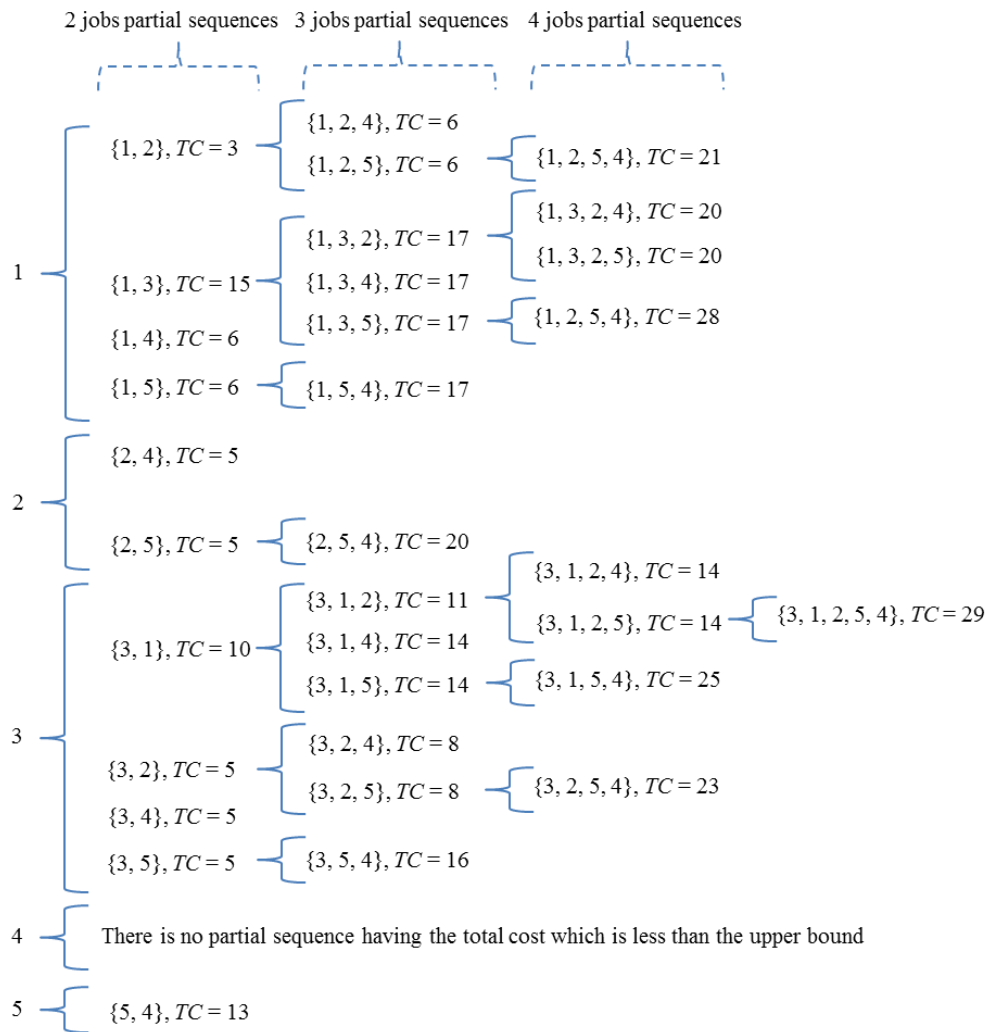 2 jobs partial sequences 3 jobs partial sequences 4 jobs partial sequences
{1, 2, 4}, TC = 6
{1, 2}, TC = 3
{1, 2, 5}, TC = 6 {1, 2, 5, 4}, TC = 21
{1, 3, 2, 4}, TC = 20
{1, 3, 2}, TC = 17
{1, 3, 2, 5}, TC = 20
1
{1, 3}, TC = 15 {1, 3, 4}, TC = 17
{1, 3, 5}, TC = 17 {1, 2, 5, 4}, TC = 28
{1, 4}, TC = 6
{1, 5}, TC = 6 {1, 5, 4}, TC = 17
{2, 4}, TC = 5
2
{2, 5}, TC = 5 {2, 5, 4}, TC = 20
{3, 1, 2, 4}, TC = 14
{3, 1, 2}, TC = 11
{3, 1, 2, 5}, TC = 14 {3, 1, 2, 5, 4}, TC = 29
{3, 1}, TC = 10 {3, 1, 4}, TC = 14
{3, 1, 5}, TC = 14 {3, 1, 5, 4}, TC = 25
3
{3, 2, 4}, TC = 8
{3, 2}, TC = 5
{3, 2, 5}, TC = 8 {3, 2, 5, 4}, TC = 23
{3, 4}, TC = 5
{3, 5}, TC = 5 {3, 5, 4}, TC = 16
4 There is no partial sequence having the total cost which is less than the upper bound
5 {5, 4}, TC = 13